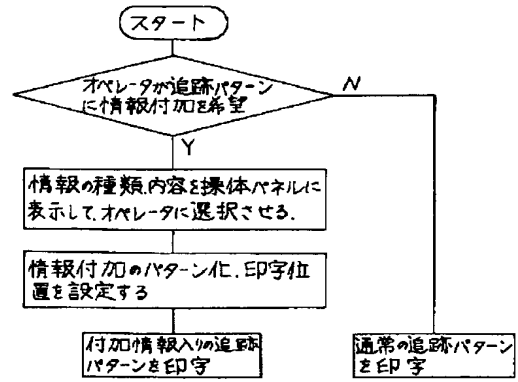 スタート
オペレータが追跡パターン
に情報付加を希望
N
Y
情報の種類.内容を操体パネルに
表示して.オペレータに選択させる.
情報付加のパターン化.印字位
置を設定する
付加情報入りの追跡
パターンを印字
通常の追跡パターン
を印字